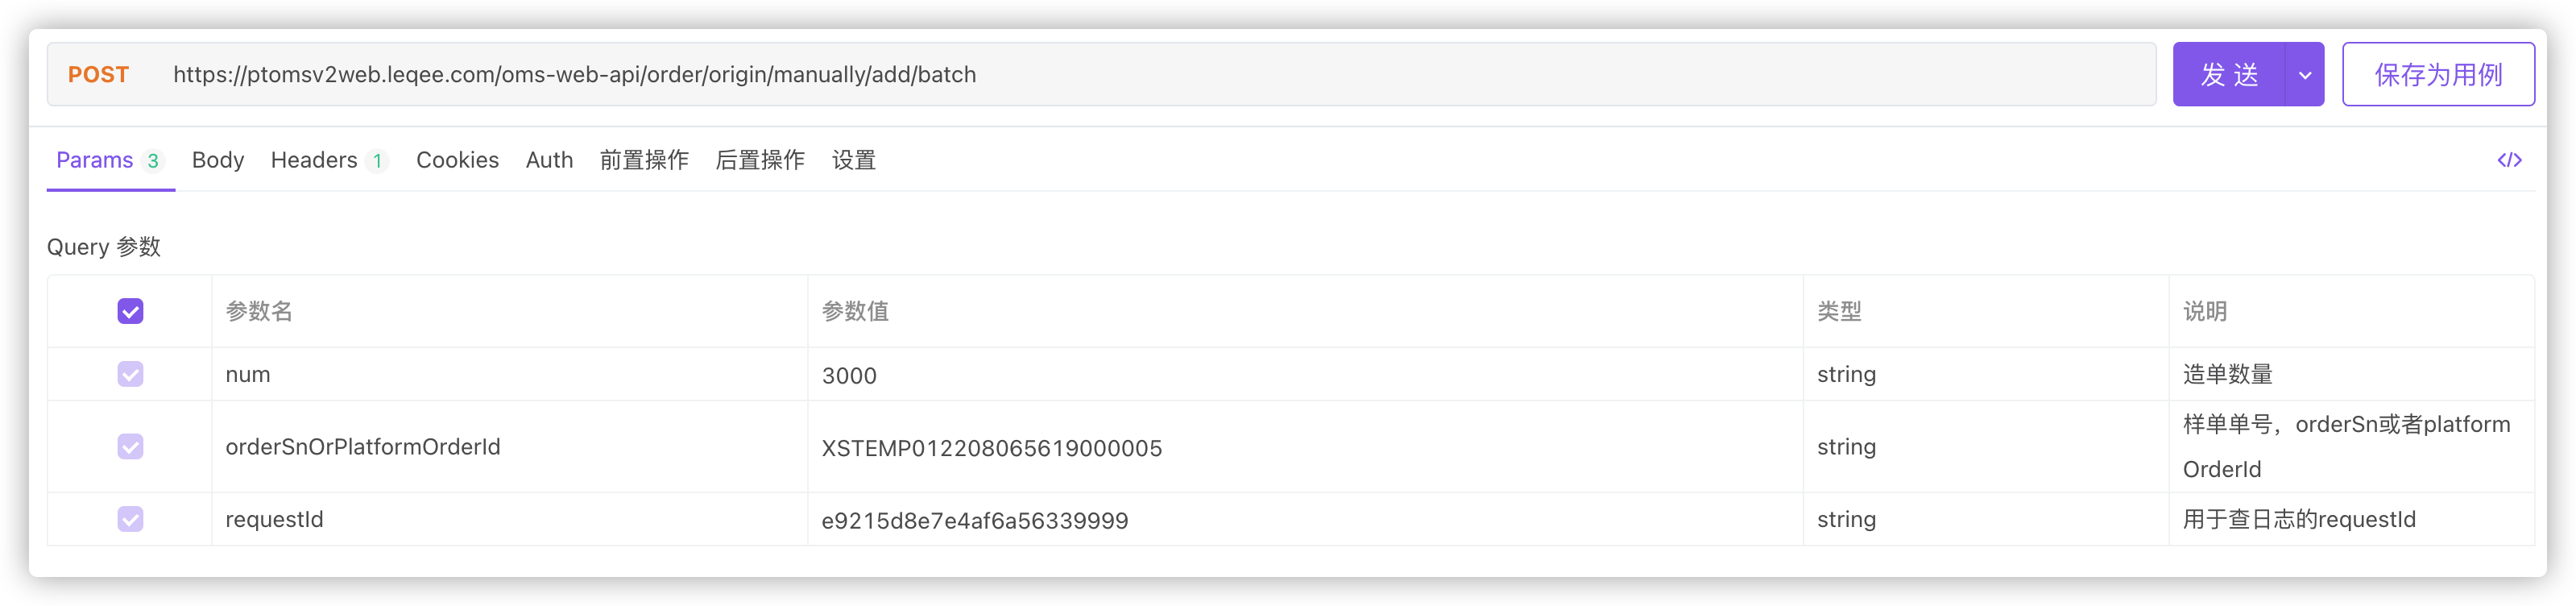 POST https://ptomsv2web.leqee.com/oms-web-api/order/origin/manually/add/batch 发 送 保存为用例
Params 3 Body Headers 1 Cookies Auth 前置操作 后置操作 设置 </>
Query 参数
参数名 参数值 类型 说明
num 3000 string 造单数量
orderSnOrPlatformOrderId XSTEMP012208065619000005 string 样单单号，orderSn或者platform
OrderId
requestId e9215d8e7e4af6a56339999 string 用于查日志的requestId